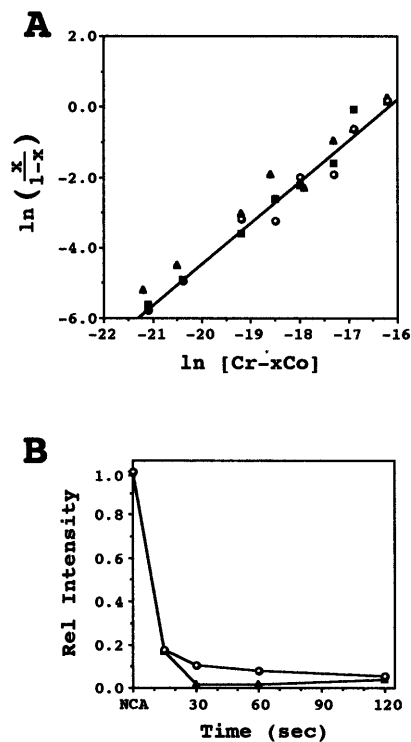 A
2.0
0.0
-2.0
-4.0
-6.0
ln (x/1-x)
-22 -21 -20 -19 -18 -17 -16
ln [Cr-xCo]
B
1.0
0.8
0.6
0.4
0.2
0.0
Rel Intensity
NCA 30 60 90 120
Time (sec)